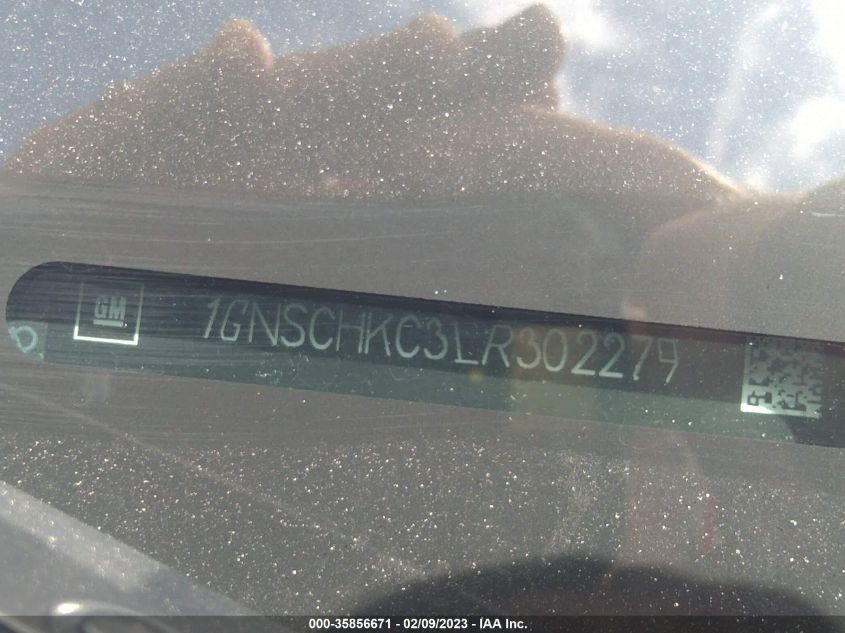 GM 1GNSCHKC3LR302279
000-35856671 - 02/09/2023 - IAA Inc.